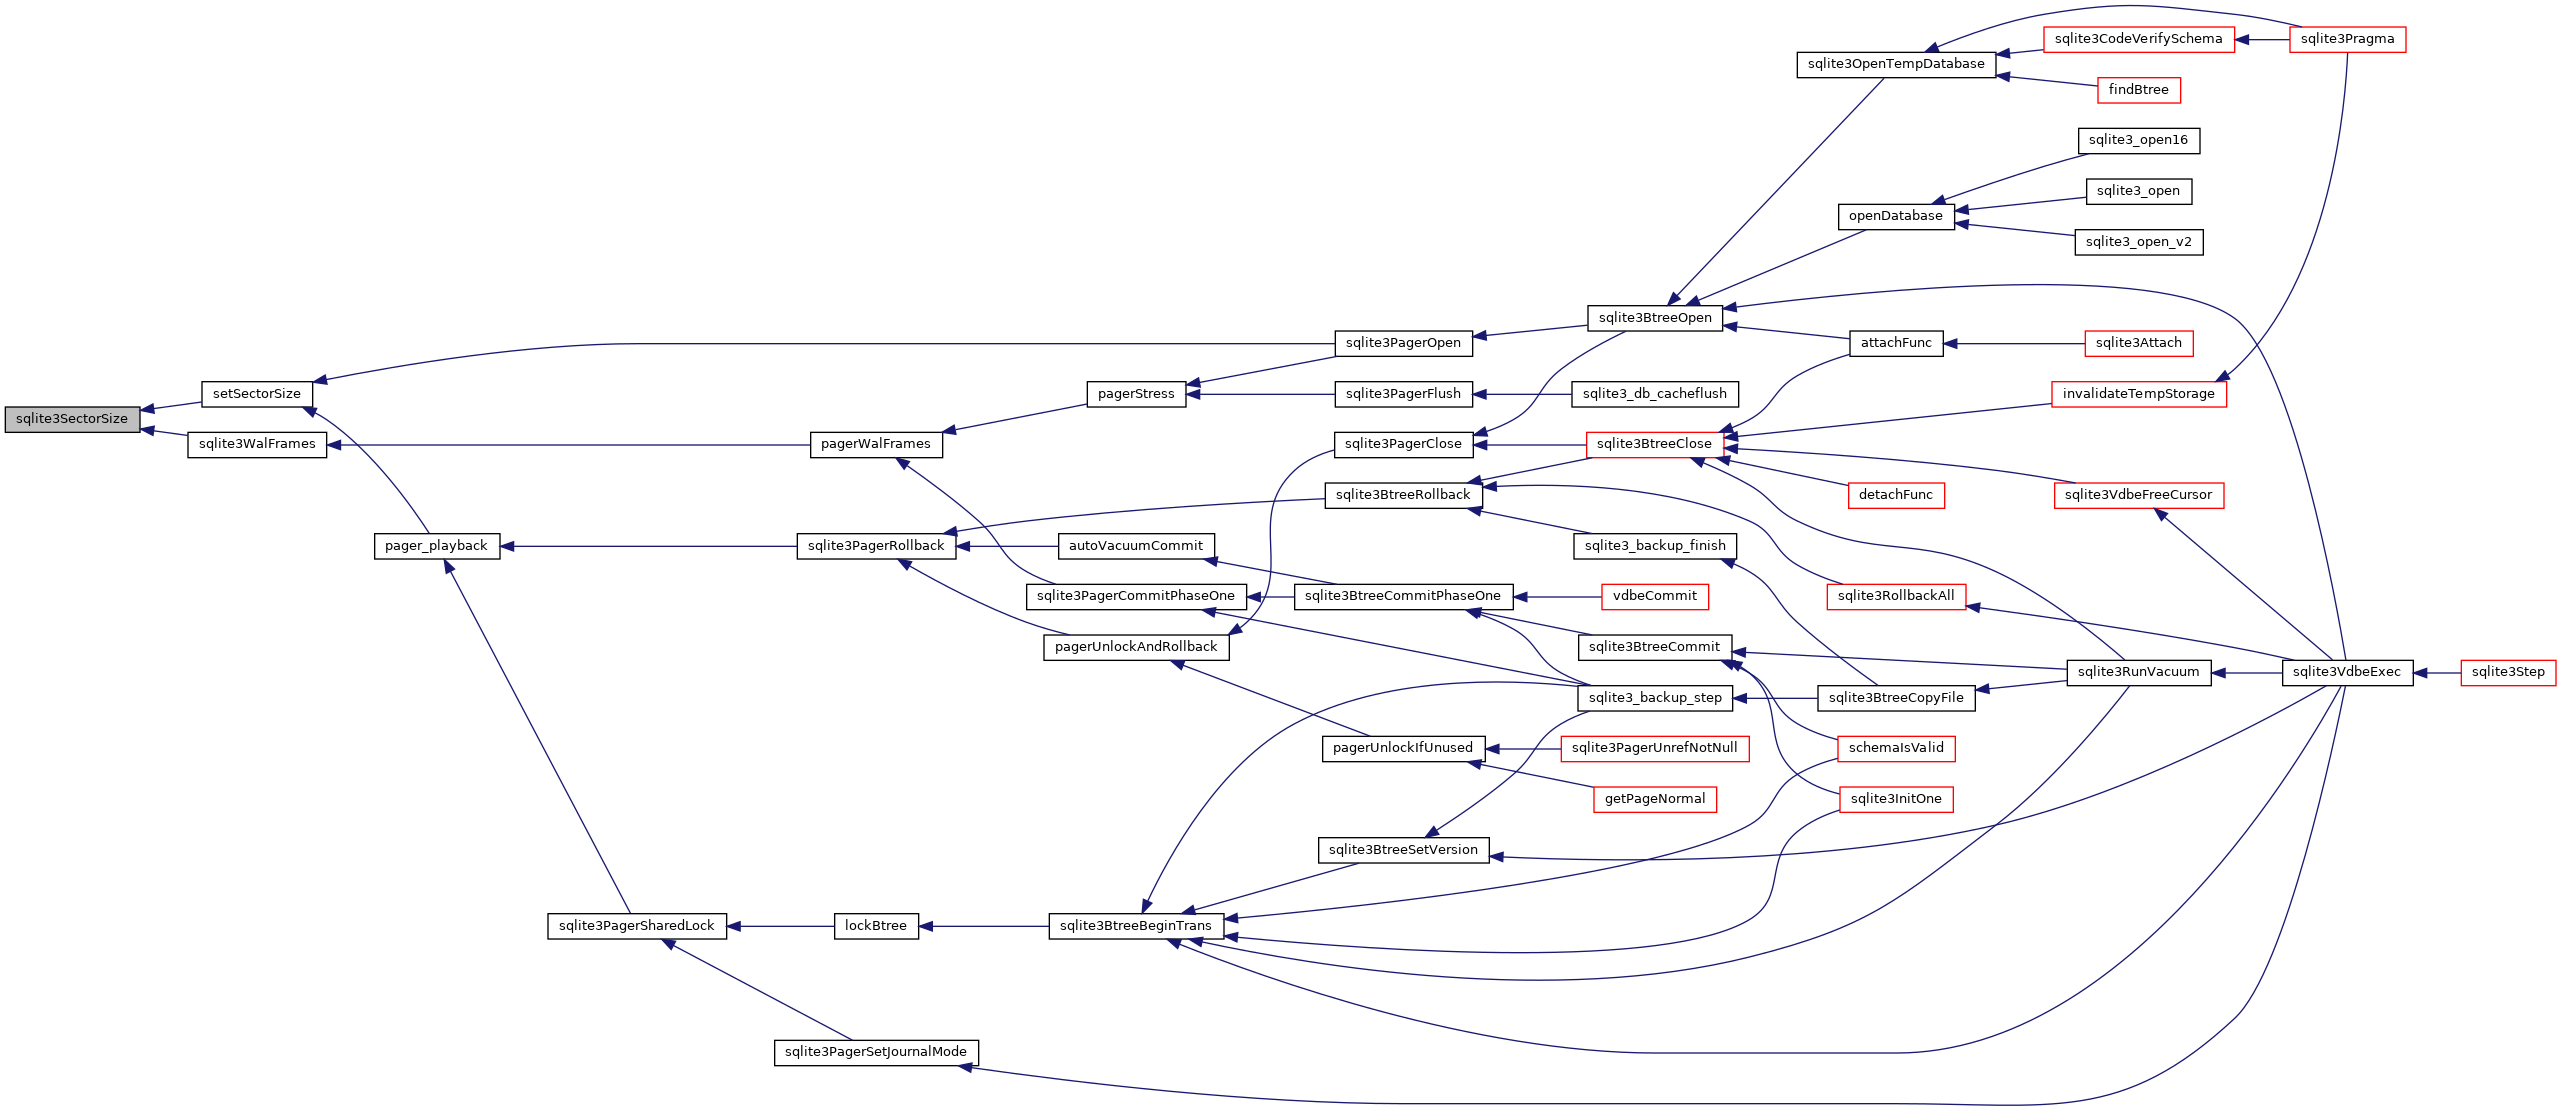 sqlite3SectorSize
setSectorSize
sqlite3WalFrames
pager_playback
sqlite3PagerSharedLock
sqlite3PagerRollback
pagerWalFrames
lockBtree
sqlite3PagerSetJournalMode
pagerStress
autoVacuumCommit
sqlite3PagerCommitPhaseOne
pagerUnlockAndRollback
sqlite3BtreeBeginTrans
sqlite3PagerOpen
sqlite3PagerFlush
sqlite3PagerClose
sqlite3BtreeRollback
sqlite3BtreeCommitPhaseOne
pagerUnlockIfUnused
sqlite3BtreeSetVersion
sqlite3BtreeOpen
sqlite3_db_cacheflush
sqlite3BtreeClose
sqlite3_backup_finish
vdbeCommit
sqlite3BtreeCommit
sqlite3_backup_step
sqlite3PagerUnrefNotNull
getPageNormal
sqlite3OpenTempDatabase
openDatabase
attachFunc
detachFunc
sqlite3RollbackAll
sqlite3BtreeCopyFile
schemaIsValid
sqlite3InitOne
sqlite3CodeVerifySchema
findBtree
sqlite3_open16
sqlite3_open
sqlite3_open_v2
sqlite3Attach
invalidateTempStorage
sqlite3VdbeFreeCursor
sqlite3RunVacuum
sqlite3Pragma
sqlite3VdbeExec
sqlite3Step